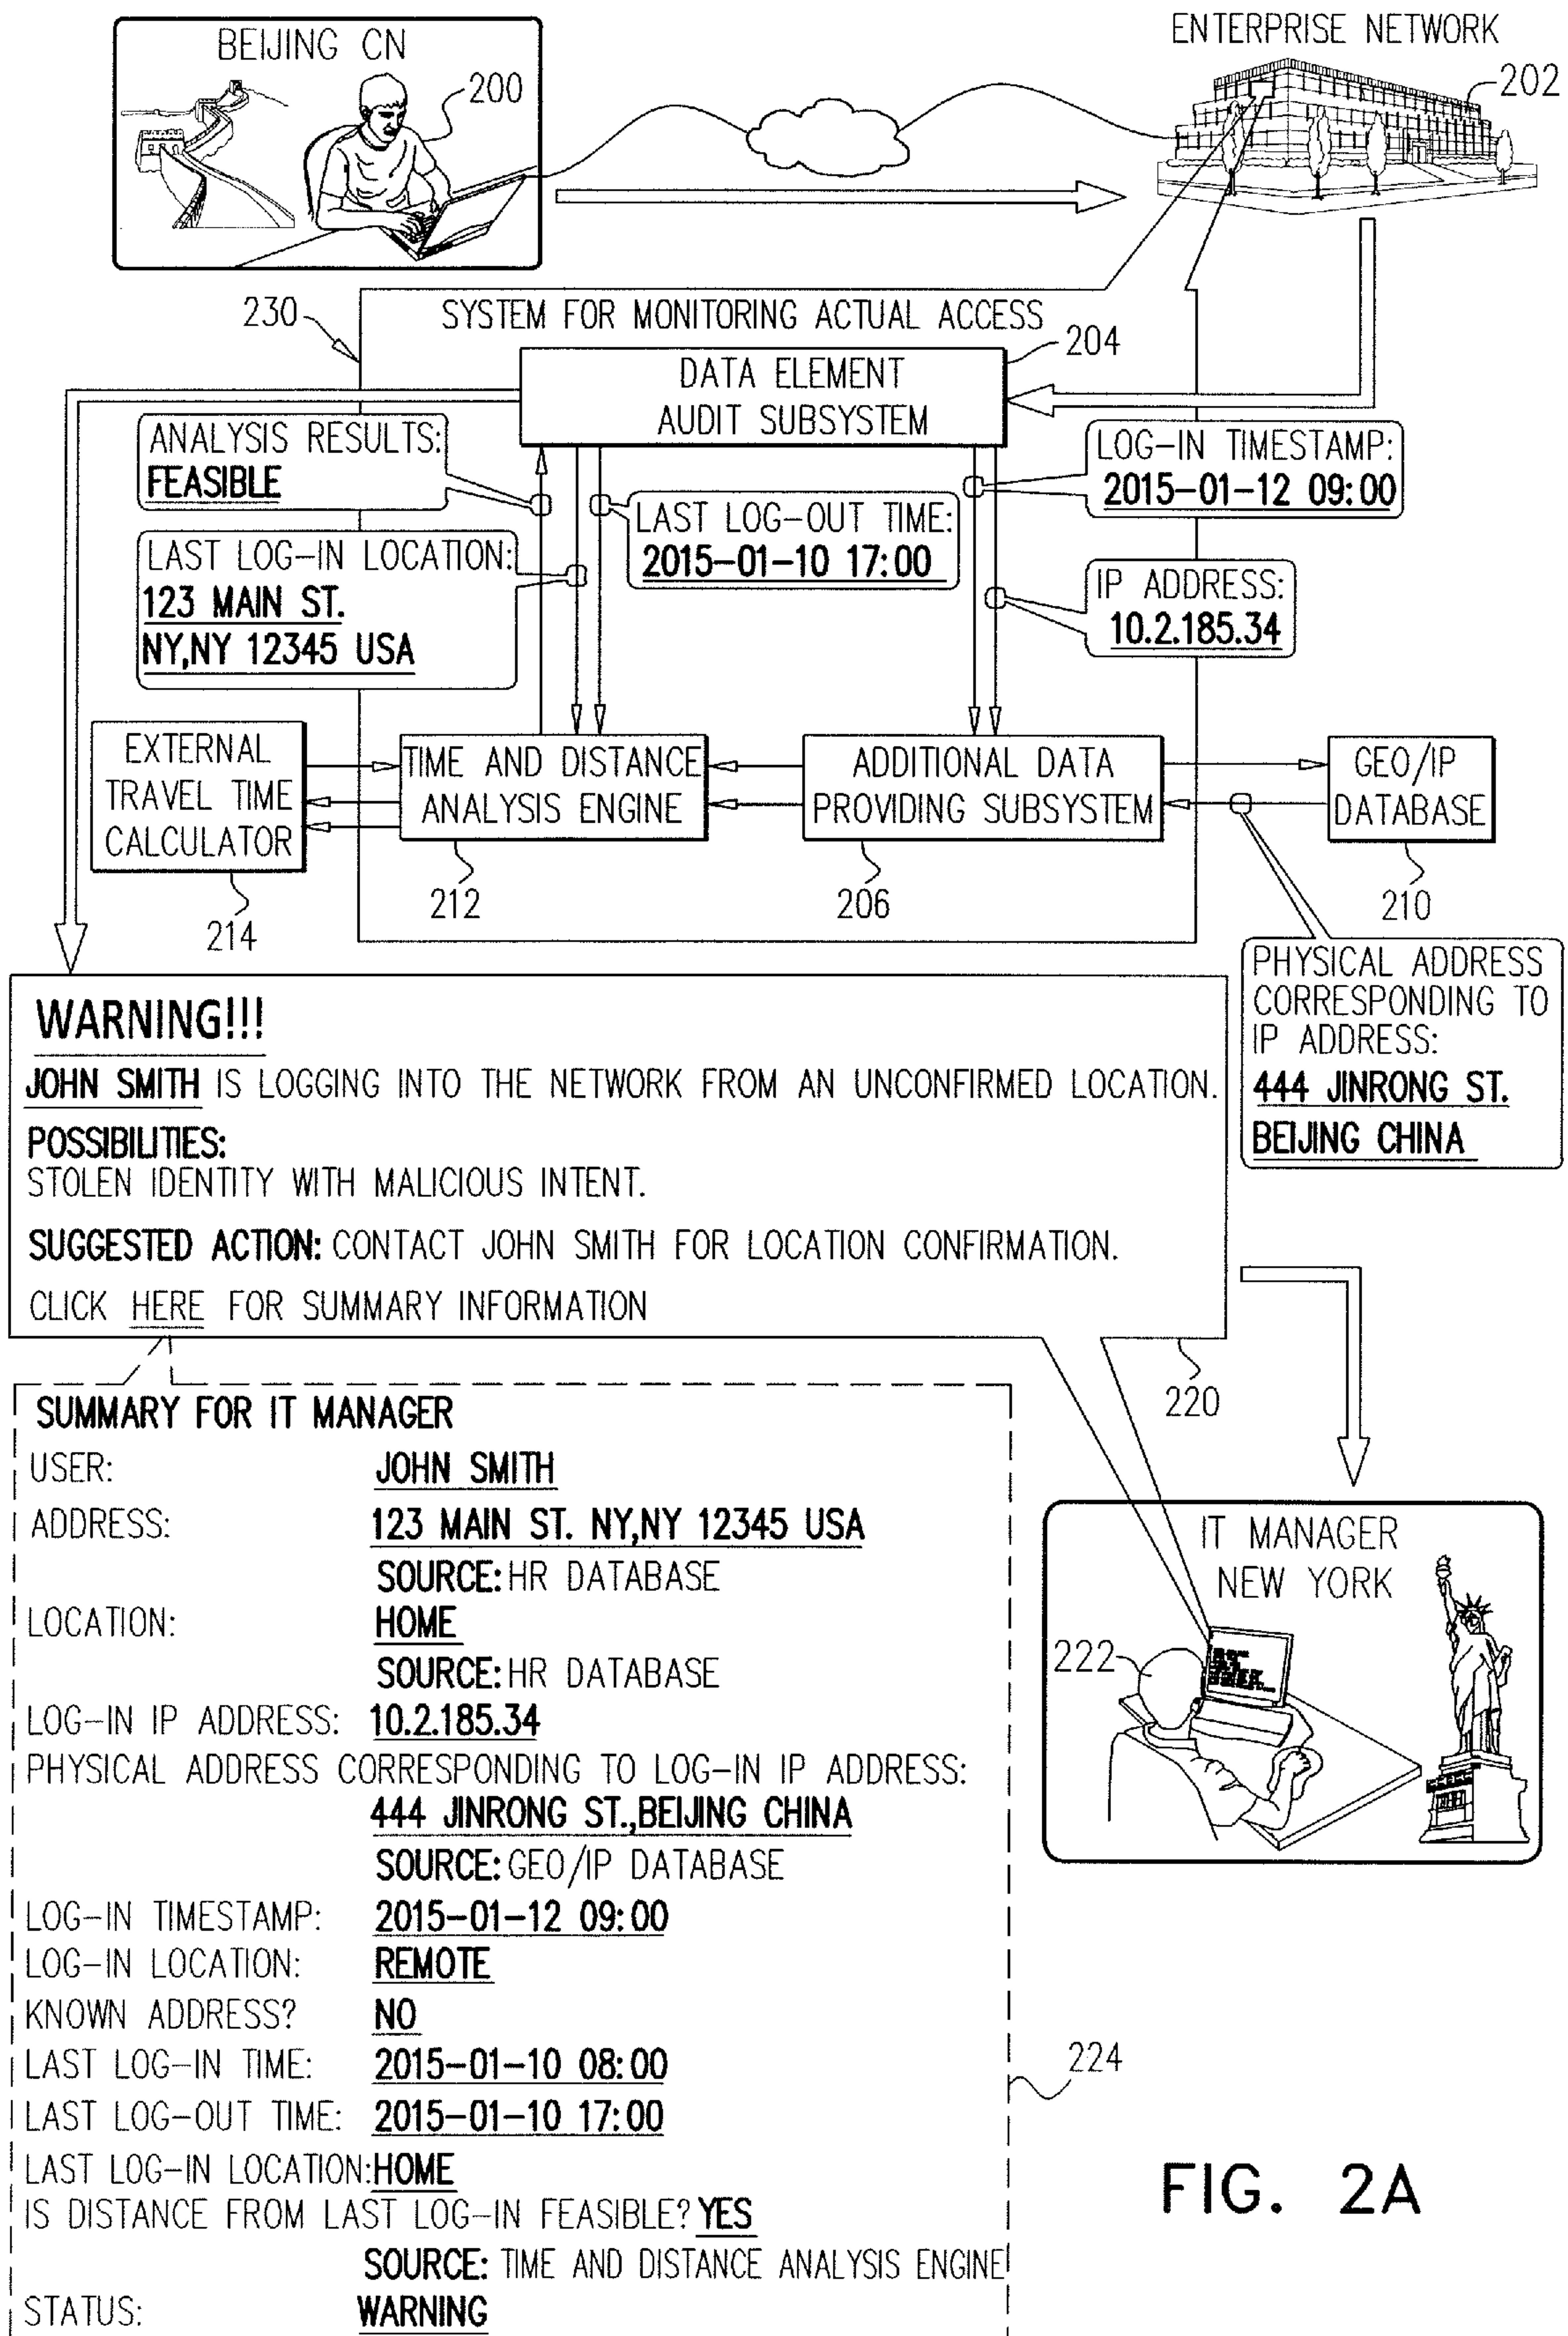 BEIJING CN
200
ENTERPRISE NETWORK
202
230
SYSTEM FOR MONITORING ACTUAL ACCESS
204
DATA ELEMENT
AUDIT SUBSYSTEM
ANALYSIS RESULTS:
FEASIBLE
LAST LOG-IN LOCATION:
123 MAIN ST.
NY,NY 12345 USA
LAST LOG-OUT TIME:
2015-01-10 17:00
LOG-IN TIMESTAMP:
2015-01-12 09:00
IP ADDRESS:
10.2.185.34
EXTERNAL
TRAVEL TIME
CALCULATOR
214
TIME AND DISTANCE
ANALYSIS ENGINE
212
ADDITIONAL DATA
PROVIDING SUBSYSTEM
206
GEO/IP
DATABASE
210
PHYSICAL ADDRESS
CORRESPONDING TO
IP ADDRESS:
444 JINRONG ST.
BEIJING CHINA
WARNING!!!
JOHN SMITH IS LOGGING INTO THE NETWORK FROM AN UNCONFIRMED LOCATION.
POSSIBILITIES:
STOLEN IDENTITY WITH MALICIOUS INTENT.
SUGGESTED ACTION: CONTACT JOHN SMITH FOR LOCATION CONFIRMATION.
CLICK HERE FOR SUMMARY INFORMATION
220
SUMMARY FOR IT MANAGER
USER: JOHN SMITH
ADDRESS: 123 MAIN ST. NY,NY 12345 USA
SOURCE: HR DATABASE
LOCATION: HOME
SOURCE: HR DATABASE
LOG-IN IP ADDRESS: 10.2.185.34
PHYSICAL ADDRESS CORRESPONDING TO LOG-IN IP ADDRESS:
444 JINRONG ST.,BEIJING CHINA
SOURCE: GEO/IP DATABASE
LOG-IN TIMESTAMP: 2015-01-12 09:00
LOG-IN LOCATION: REMOTE
KNOWN ADDRESS? NO
LAST LOG-IN TIME: 2015-01-10 08:00
LAST LOG-OUT TIME: 2015-01-10 17:00
LAST LOG-IN LOCATION: HOME
IS DISTANCE FROM LAST LOG-IN FEASIBLE? YES
SOURCE: TIME AND DISTANCE ANALYSIS ENGINE
STATUS: WARNING
224
IT MANAGER
NEW YORK
222
FIG. 2A